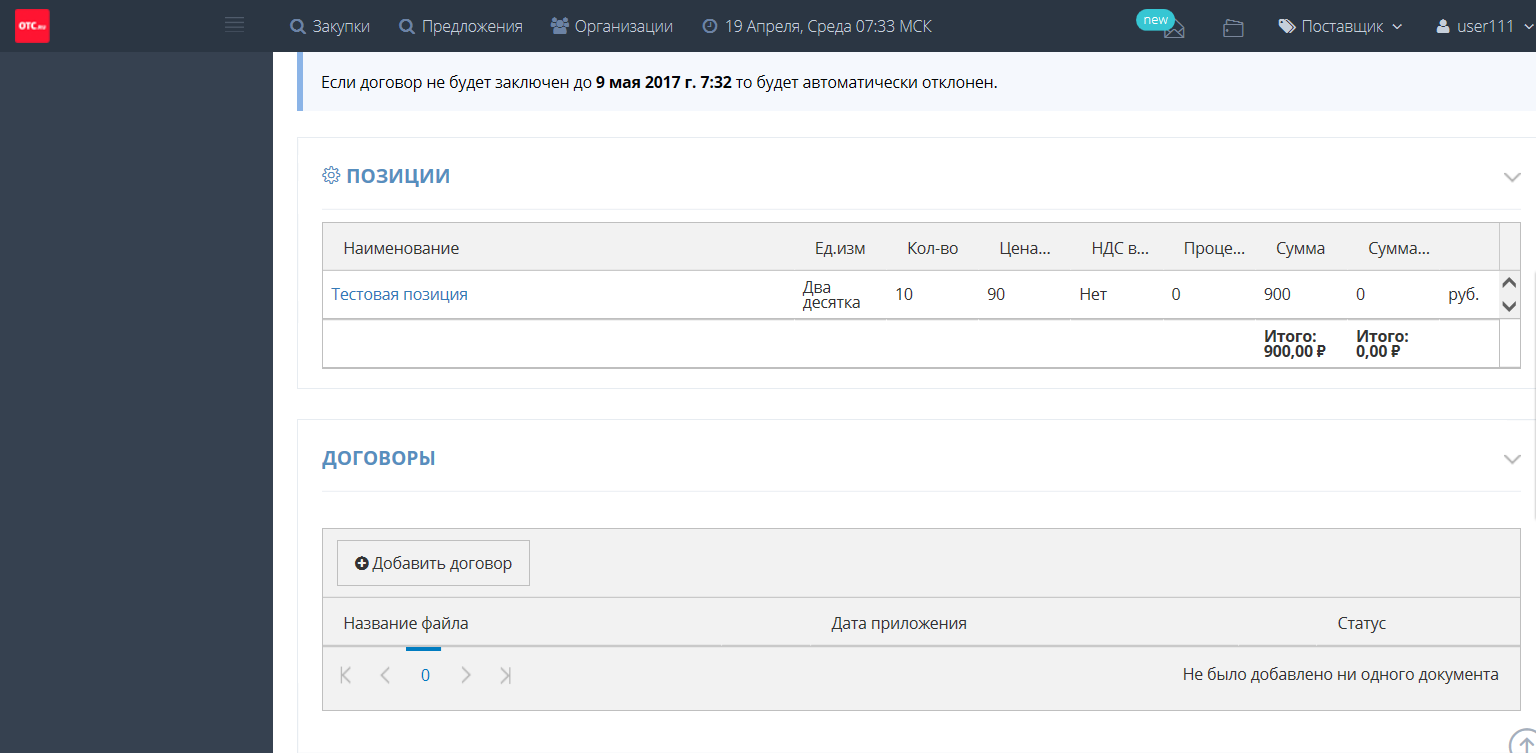 ОТС.RU Закупки Предложения Организации 19 Апреля, Среда 07:33 МСК new Поставщик user111
Если договор не будет заключен до 9 мая 2017 г. 7:32 то будет автоматически отклонен.
ПОЗИЦИИ
Наименование Ед.изм Кол-во Цена... НДС в... Проце... Сумма Сумма...
Тестовая позиция Два десятка 10 90 Нет 0 900 0 руб.
Итого: 900,00 ₽ Итого: 0,00 ₽
ДОГОВОРЫ
Добавить договор
Название файла Дата приложения Статус
0 Не было добавлено ни одного документа